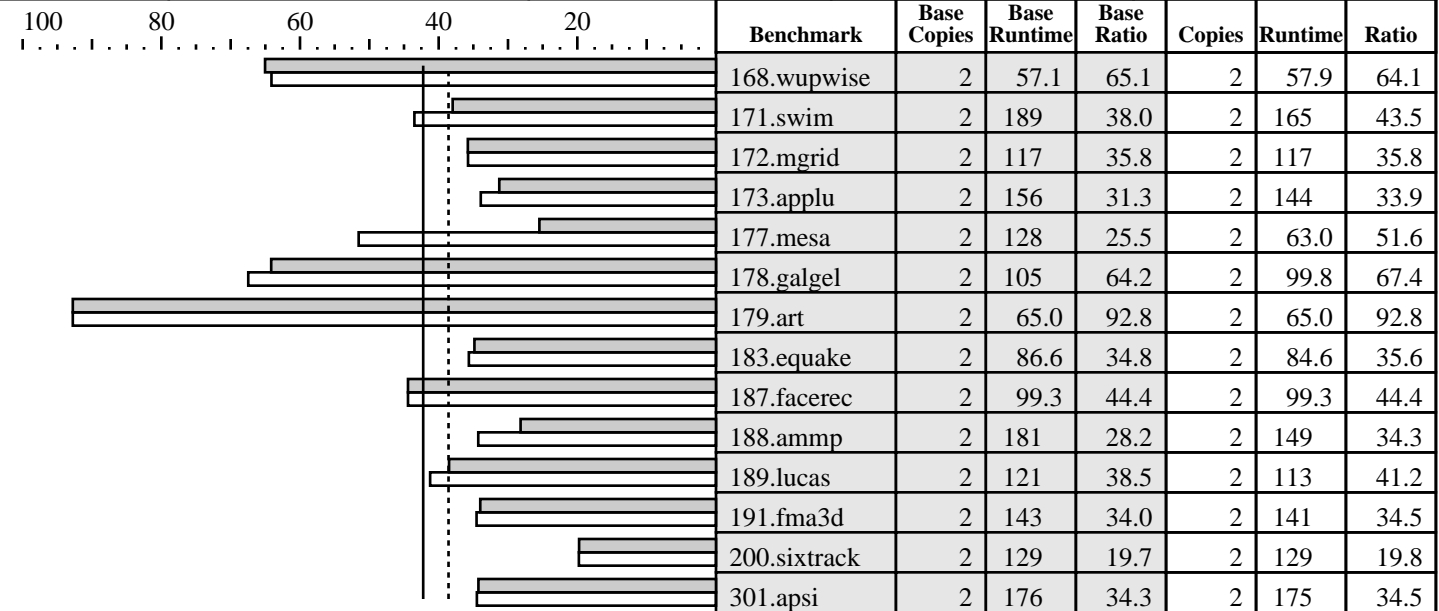 100 80 60 40 20
Benchmark Base Copies Base Runtime Base Ratio Copies Runtime Ratio
168.wupwise 2 57.1 65.1 2 57.9 64.1
171.swim 2 189 38.0 2 165 43.5
172.mgrid 2 117 35.8 2 117 35.8
173.applu 2 156 31.3 2 144 33.9
177.mesa 2 128 25.5 2 63.0 51.6
178.galgel 2 105 64.2 2 99.8 67.4
179.art 2 65.0 92.8 2 65.0 92.8
183.equake 2 86.6 34.8 2 84.6 35.6
187.facerec 2 99.3 44.4 2 99.3 44.4
188.ammp 2 181 28.2 2 149 34.3
189.lucas 2 121 38.5 2 113 41.2
191.fma3d 2 143 34.0 2 141 34.5
200.sixtrack 2 129 19.7 2 129 19.8
301.apsi 2 176 34.3 2 175 34.5